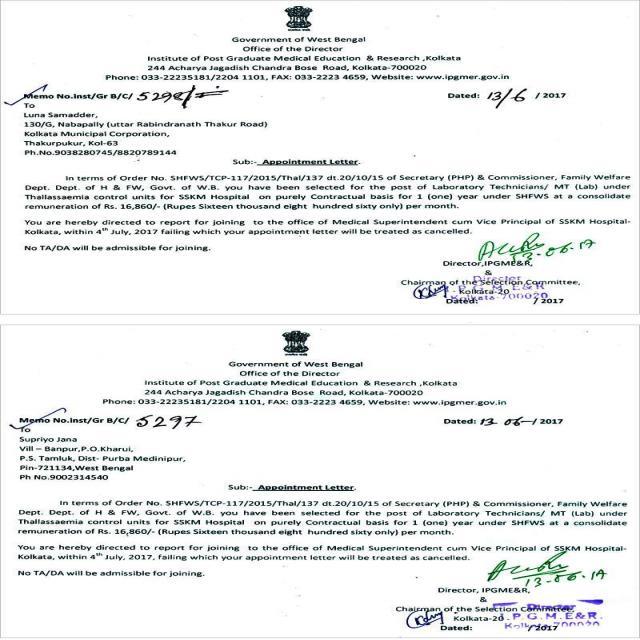 Government of West Bengal
Office of the Director
Institute of Post Graduate Medical Education & Research ,Kolkata
244 Acharya Jagadish Chandra Bose Road, Kolkata-700020
Phone: 033-22235181/2204 1101, FAX: 033-2223 4659, Website: www.ipgmer.gov.in
Memo No.Inst/Gr B/C/ 5298/ Dated: 13/6 / 2017
To
Luna Samadder,
130/G, Nabapally (uttar Rabindranath Thakur Road)
Kolkata Municipal Corporation,
Thakurpukur, Kol-63
Ph.No.9038280745/8820789144
Sub:- Appointment Letter.
In terms of Order No. SHFWS/TCP-117/2015/Thal/137 dt.20/10/15 of Secretary (PHP) & Commissioner, Family Welfare
Dept. Dept. of H & FW, Govt. of W.B. you have been selected for the post of Laboratory Technicians/ MT (Lab) under
Thallassaemia control units for SSKM Hospital on purely Contractual basis for 1 (one) year under SHFWS at a consolidate
remuneration of Rs. 16,860/- (Rupes Sixteen thousand eight hundred sixty only) per month.
You are hereby directed to report for joining to the office of Medical Superintendent cum Vice Principal of SSKM Hospital-
Kolkata, within 4th July, 2017 failing which your appointment letter will be treated as cancelled.
No TA/DA will be admissible for joining.
13-06-17
Director,IPGME&R,
&
Director
Chairman of the Selection Committee,
I.P.G.M.E&R
Kolkata-20
Kolkata-700020
Dated: / 2017
Government of West Bengal
Office of the Director
Institute of Post Graduate Medical Education & Research ,Kolkata
244 Acharya Jagadish Chandra Bose Road, Kolkata-700020
Phone: 033-22235181/2204 1101, FAX: 033-2223 4659, Website: www.ipgmer.gov.in
Memo No.Inst/Gr B/C/ 5297 Dated: 13-06-/ 2017
To
Supriyo Jana
Vill – Banpur,P.O.Kharui,
P.S. Tamluk, Dist- Purba Medinipur,
Pin-721134,West Bengal
Ph No.9002314540
Sub:- Appointment Letter.
In terms of Order No. SHFWS/TCP-117/2015/Thal/137 dt.20/10/15 of Secretary (PHP) & Commissioner, Family Welfare
Dept. Dept. of H & FW, Govt. of W.B. you have been selected for the post of Laboratory Technicians/ MT (Lab) under
Thallassaemia control units for SSKM Hospital on purely Contractual basis for 1 (one) year under SHFWS at a consolidate
remuneration of Rs. 16,860/- (Rupes Sixteen thousand eight hundred sixty only) per month.
You are hereby directed to report for joining to the office of Medical Superintendent cum Vice Principal of SSKM Hospital-
Kolkata, within 4th July, 2017, failing which your appointment letter will be treated as cancelled.
No TA/DA will be admissible for joining.
13-06-17
Director, IPGME&R,
&
Director
Chairman of the Selection Committee,
I.P.G.M.E&R.
Kolkata-20
Kolkata-700020
Dated: / 2017